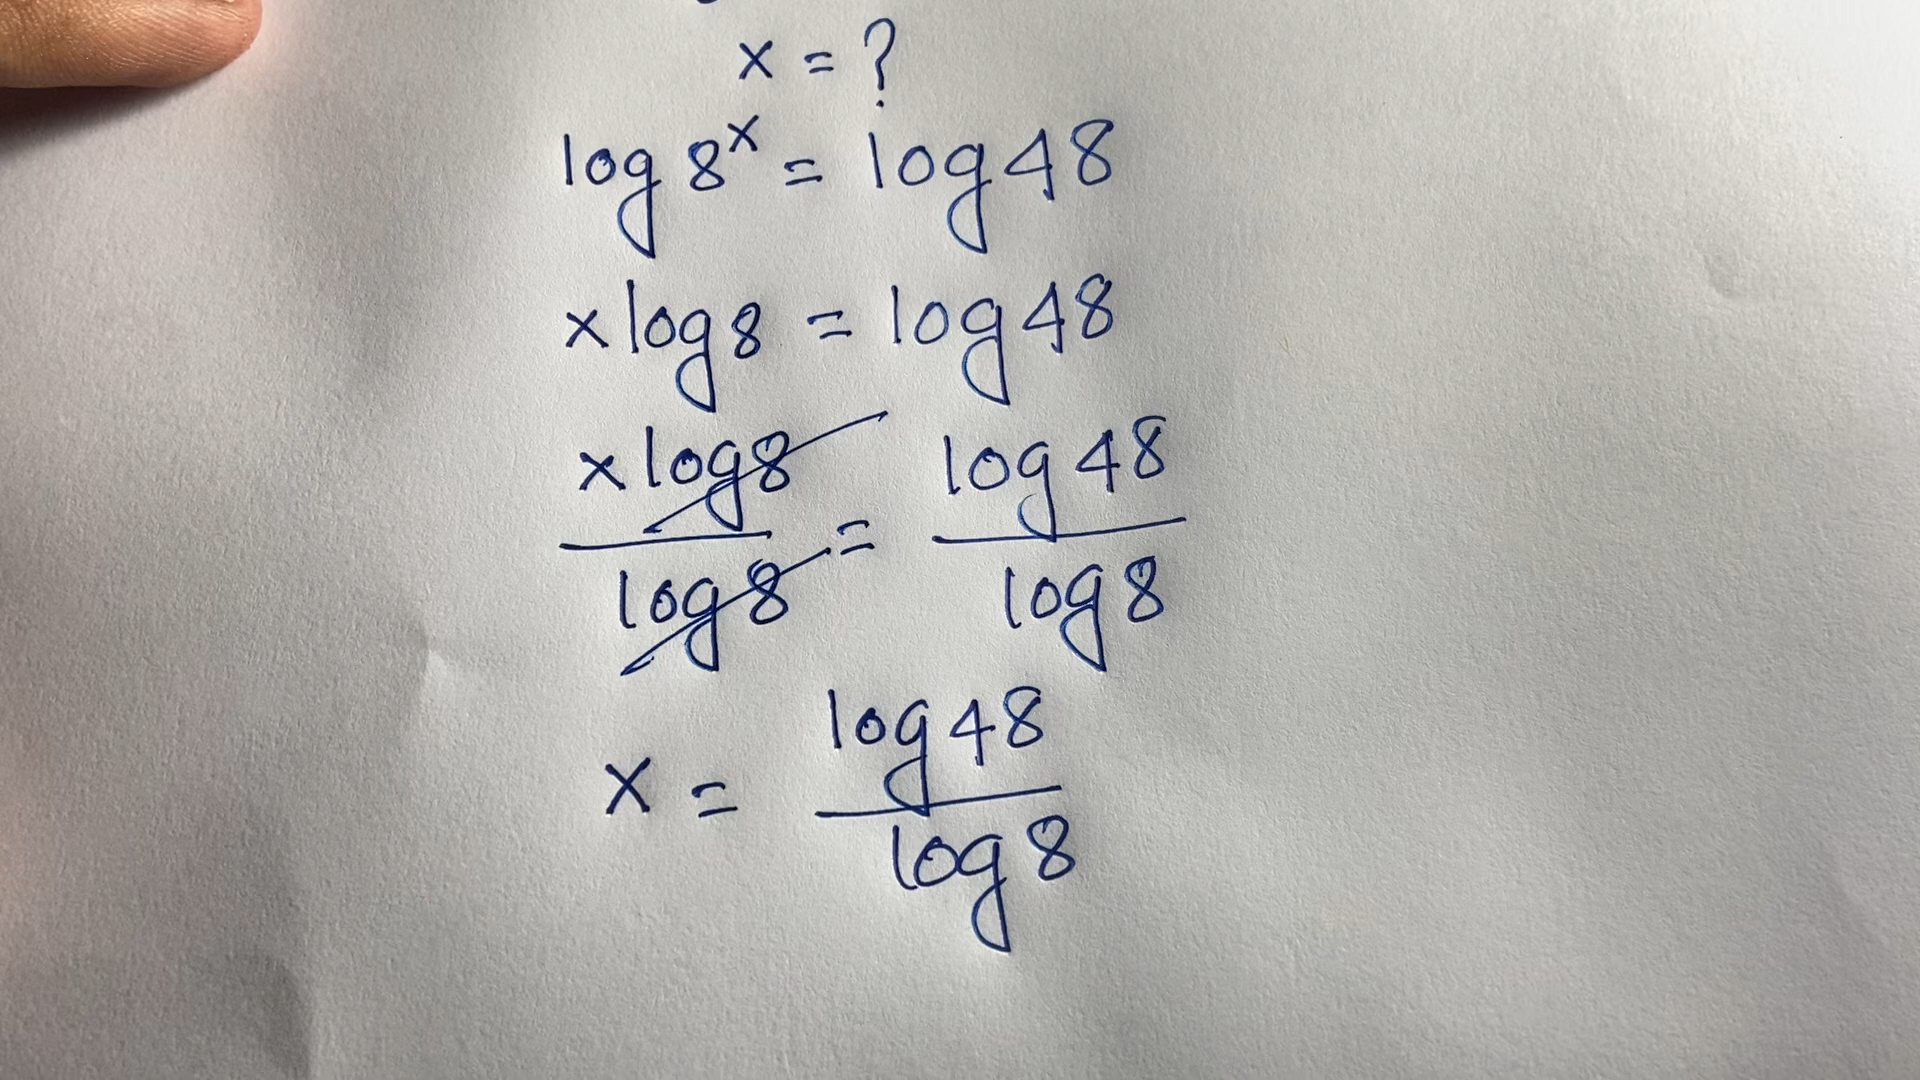 x = ?
log 8ˣ = log 48
x log 8 = log 48
x log 8 / log 8 = log 48 / log 8
x = log 48 / log 8